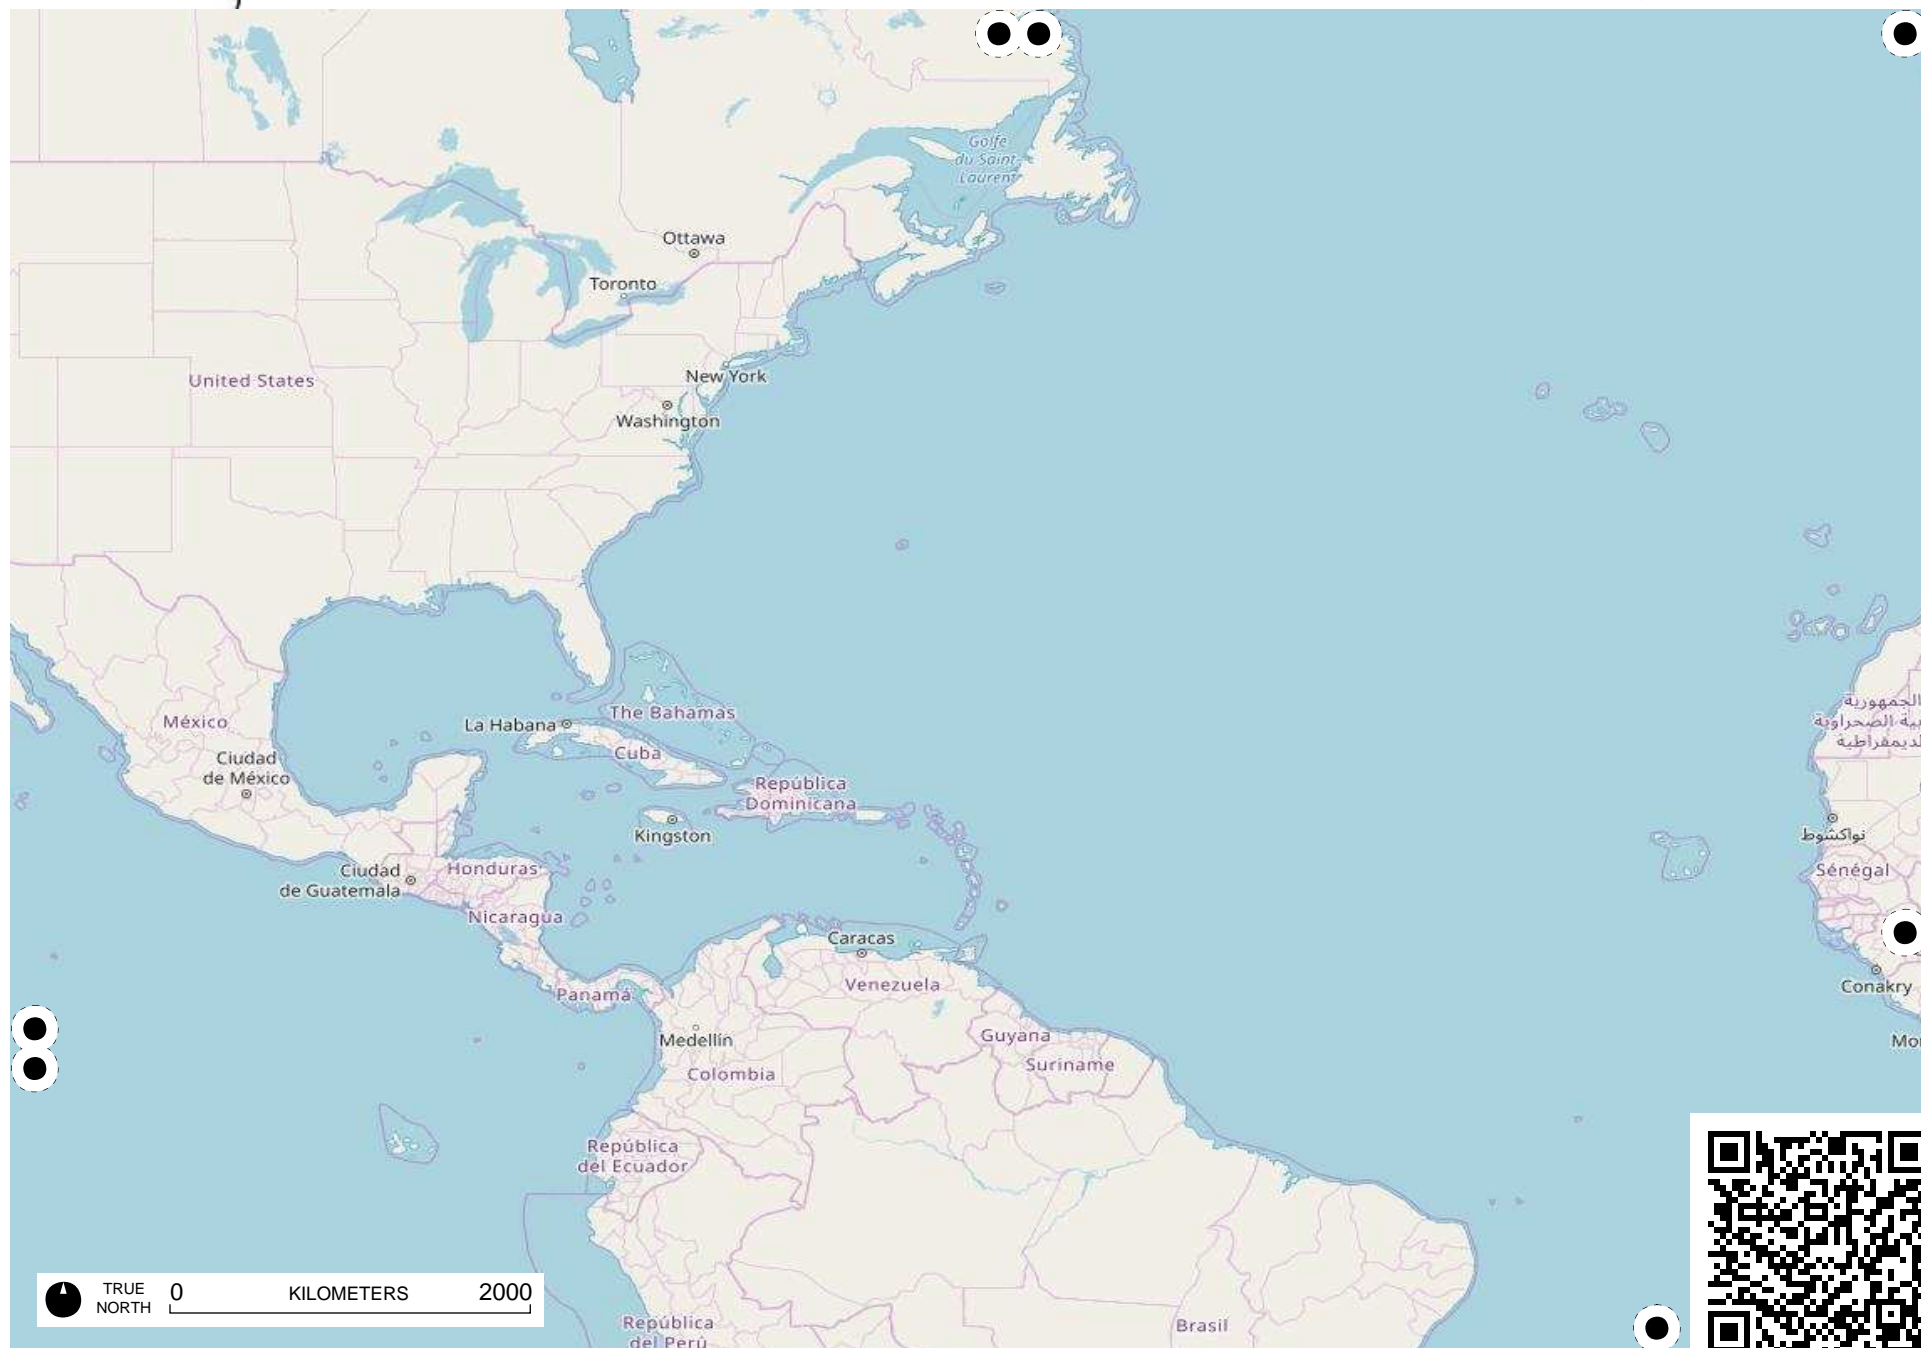 Golfe
du Saint-
Laurent
Ottawa
Toronto
United States
New York
Washington
México
Ciudad
de México
La Habana
The Bahamas
Cuba
República
Dominicana
Kingston
Ciudad
de Guatemala
Honduras
Nicaragua
نواكشوط
Sénégal
Caracas
Panamá
Venezuela
Conakry
Medellín
Colombia
Guyana
Suriname
República
del Ecuador
TRUE
NORTH
0 KILOMETERS 2000
República
del Perú
Brasil